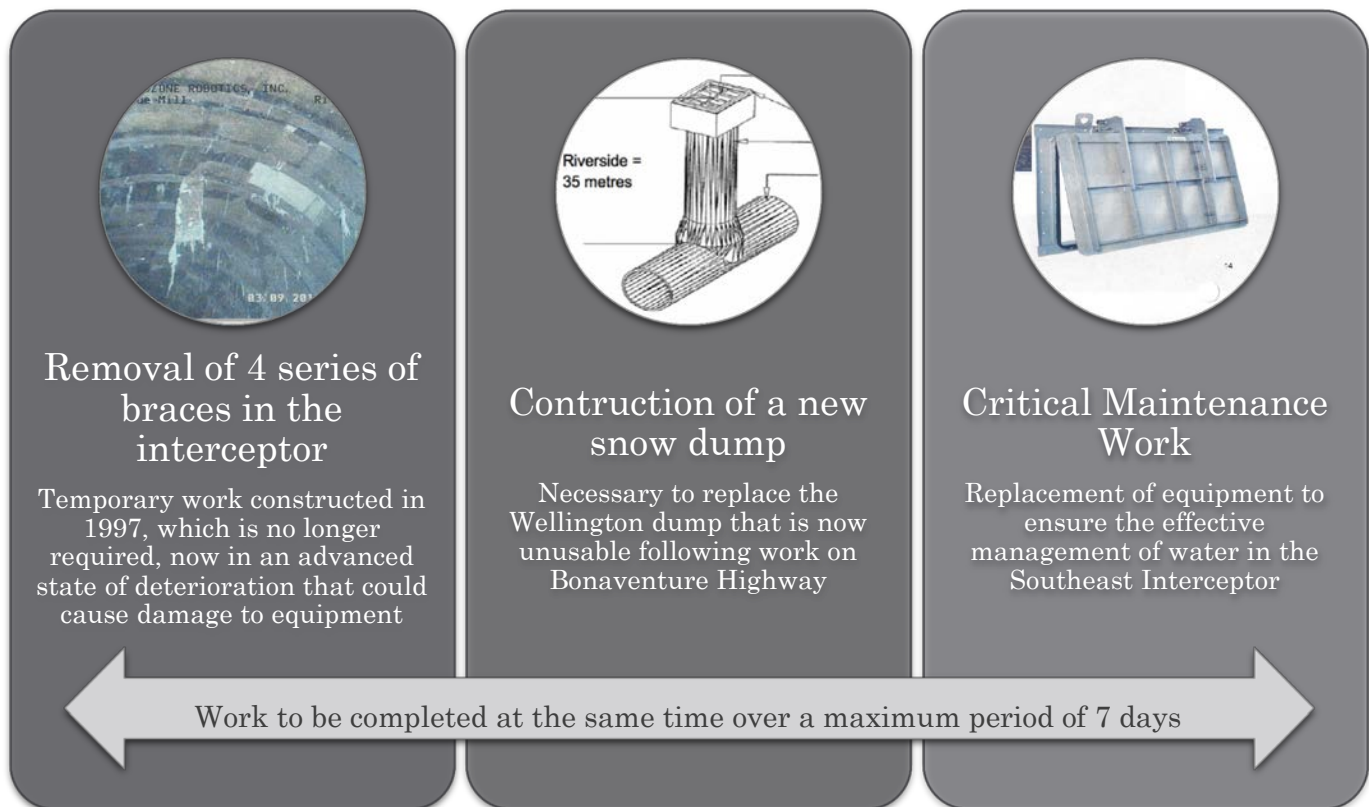 ZONE ROBOTICS, INC.
ue Mill
03.09.201
Removal of 4 series of
braces in the
interceptor
Temporary work constructed in
1997, which is no longer
required, now in an advanced
state of deterioration that could
cause damage to equipment
Riverside =
35 metres
Contruction of a new
snow dump
Necessary to replace the
Wellington dump that is now
unusable following work on
Bonaventure Highway
14
Critical Maintenance
Work
Replacement of equipment to
ensure the effective
management of water in the
Southeast Interceptor
Work to be completed at the same time over a maximum period of 7 days